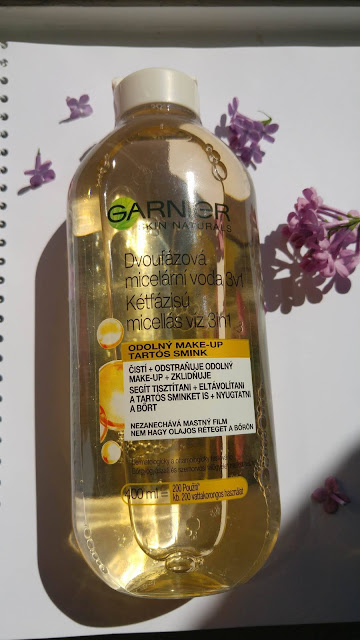 GARNIER
SKIN NATURALS
Dvoufázová
micelární voda 3v1
Kétfázisú
micellás víz 3in1
ODOLNÝ MAKE-UP
TARTÓS SMINK
ČISTÍ + ODSTRAŇUJE ODOLNÝ
MAKE-UP + ZKLIDŇUJE
SEGÍT TISZTÍTANI + ELTÁVOLÍTANI
A TARTÓS SMINKET IS + NYUGTATNI
A BŐRT
NEZANECHÁVÁ MASTNÝ FILM
NEM HAGY OLAJOS RÉTEGET A BŐRÖN
400 ml = 200 Použití*
kb. 200 vattakorongos használat